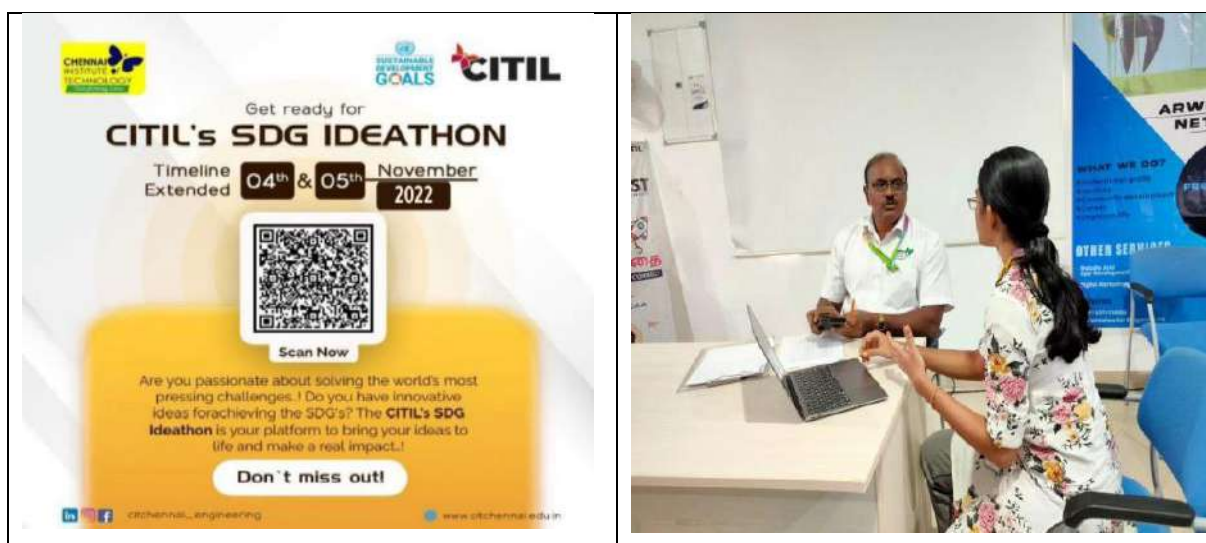 CHENNAI
INSTITUTE OF
TECHNOLOGY
SUSTAINABLE
DEVELOPMENT
GOALS
CITIL
Get ready for
CITIL's SDG IDEATHON
Timeline
Extended
04th & 05th
November
2022
Scan Now
Are you passionate about solving the world's most
pressing challenges..! Do you have innovative
ideas forachieving the SDG's? The CITIL's SDG
Ideathon is your platform to bring your ideas to
life and make a real impact..!
Don`t miss out!
in
citchennai_engineering
www.citchennai.edu.in
ARW
NET
WHAT WE DO?
OTHER SERVICES